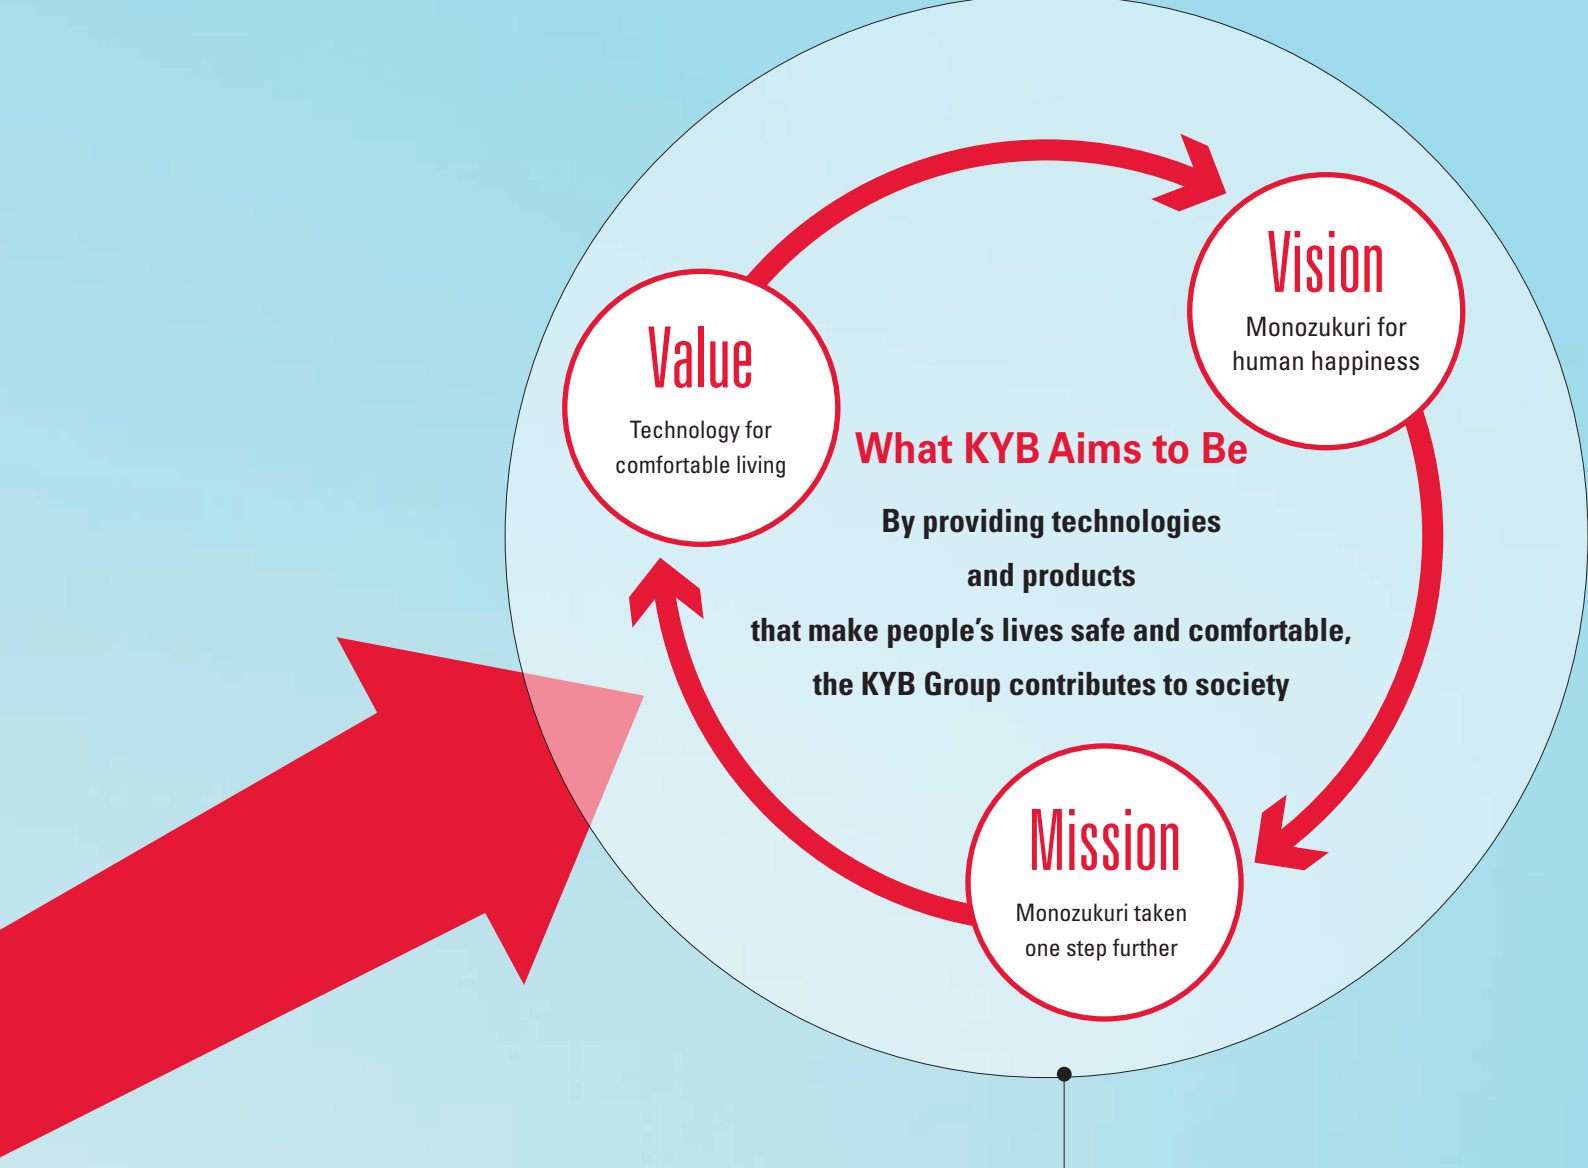 Vision
Monozukuri for
human happiness
Value
Technology for
comfortable living
What KYB Aims to Be
By providing technologies
and products
that make people’s lives safe and comfortable,
the KYB Group contributes to society
Mission
Monozukuri taken
one step further